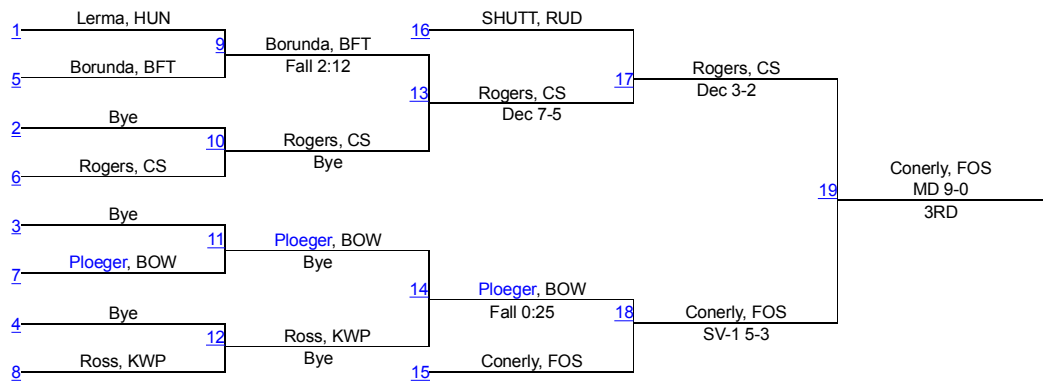 Lerma, HUN
1
9
Borunda, BFT
Fall 2:12
Borunda, BFT
5
13
Rogers, CS
Dec 7-5
Bye
2
10
Rogers, CS
Bye
Rogers, CS
6
SHUTT, RUD
16
17
Rogers, CS
Dec 3-2
19
Conerly, FOS
MD 9-0
3RD
Bye
3
11
Ploeger, BOW
Bye
Ploeger, BOW
7
14
Ploeger, BOW
Fall 0:25
18
Conerly, FOS
SV-1 5-3
Bye
4
12
Ross, KWP
Bye
Ross, KWP
8
Conerly, FOS
15